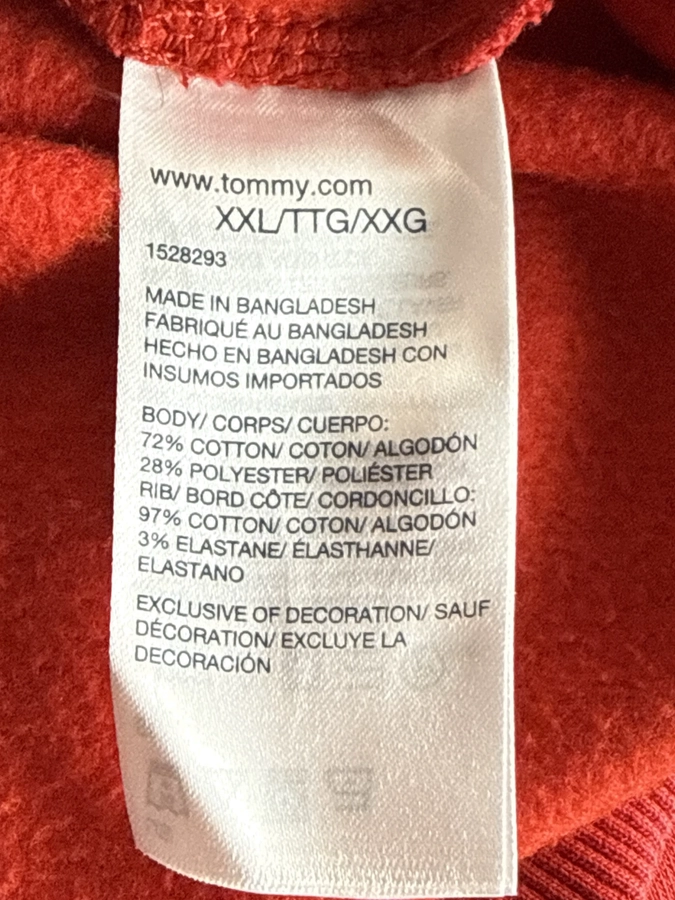 www.tommy.com
XXL/TTG/XXG
1528293
MADE IN BANGLADESH
FABRIQUÉ AU BANGLADESH
HECHO EN BANGLADESH CON
INSUMOS IMPORTADOS
BODY/ CORPS/ CUERPO:
72% COTTON/ COTON/ ALGODÓN
28% POLYESTER/ POLIÉSTER
RIB/ BORD CÔTE/ CORDONCILLO:
97% COTTON/ COTON/ ALGODÓN
3% ELASTANE/ ÉLASTHANNE/
ELASTANO
EXCLUSIVE OF DECORATION/ SAUF
DÉCORATION/ EXCLUYE LA
DECORACIÓN